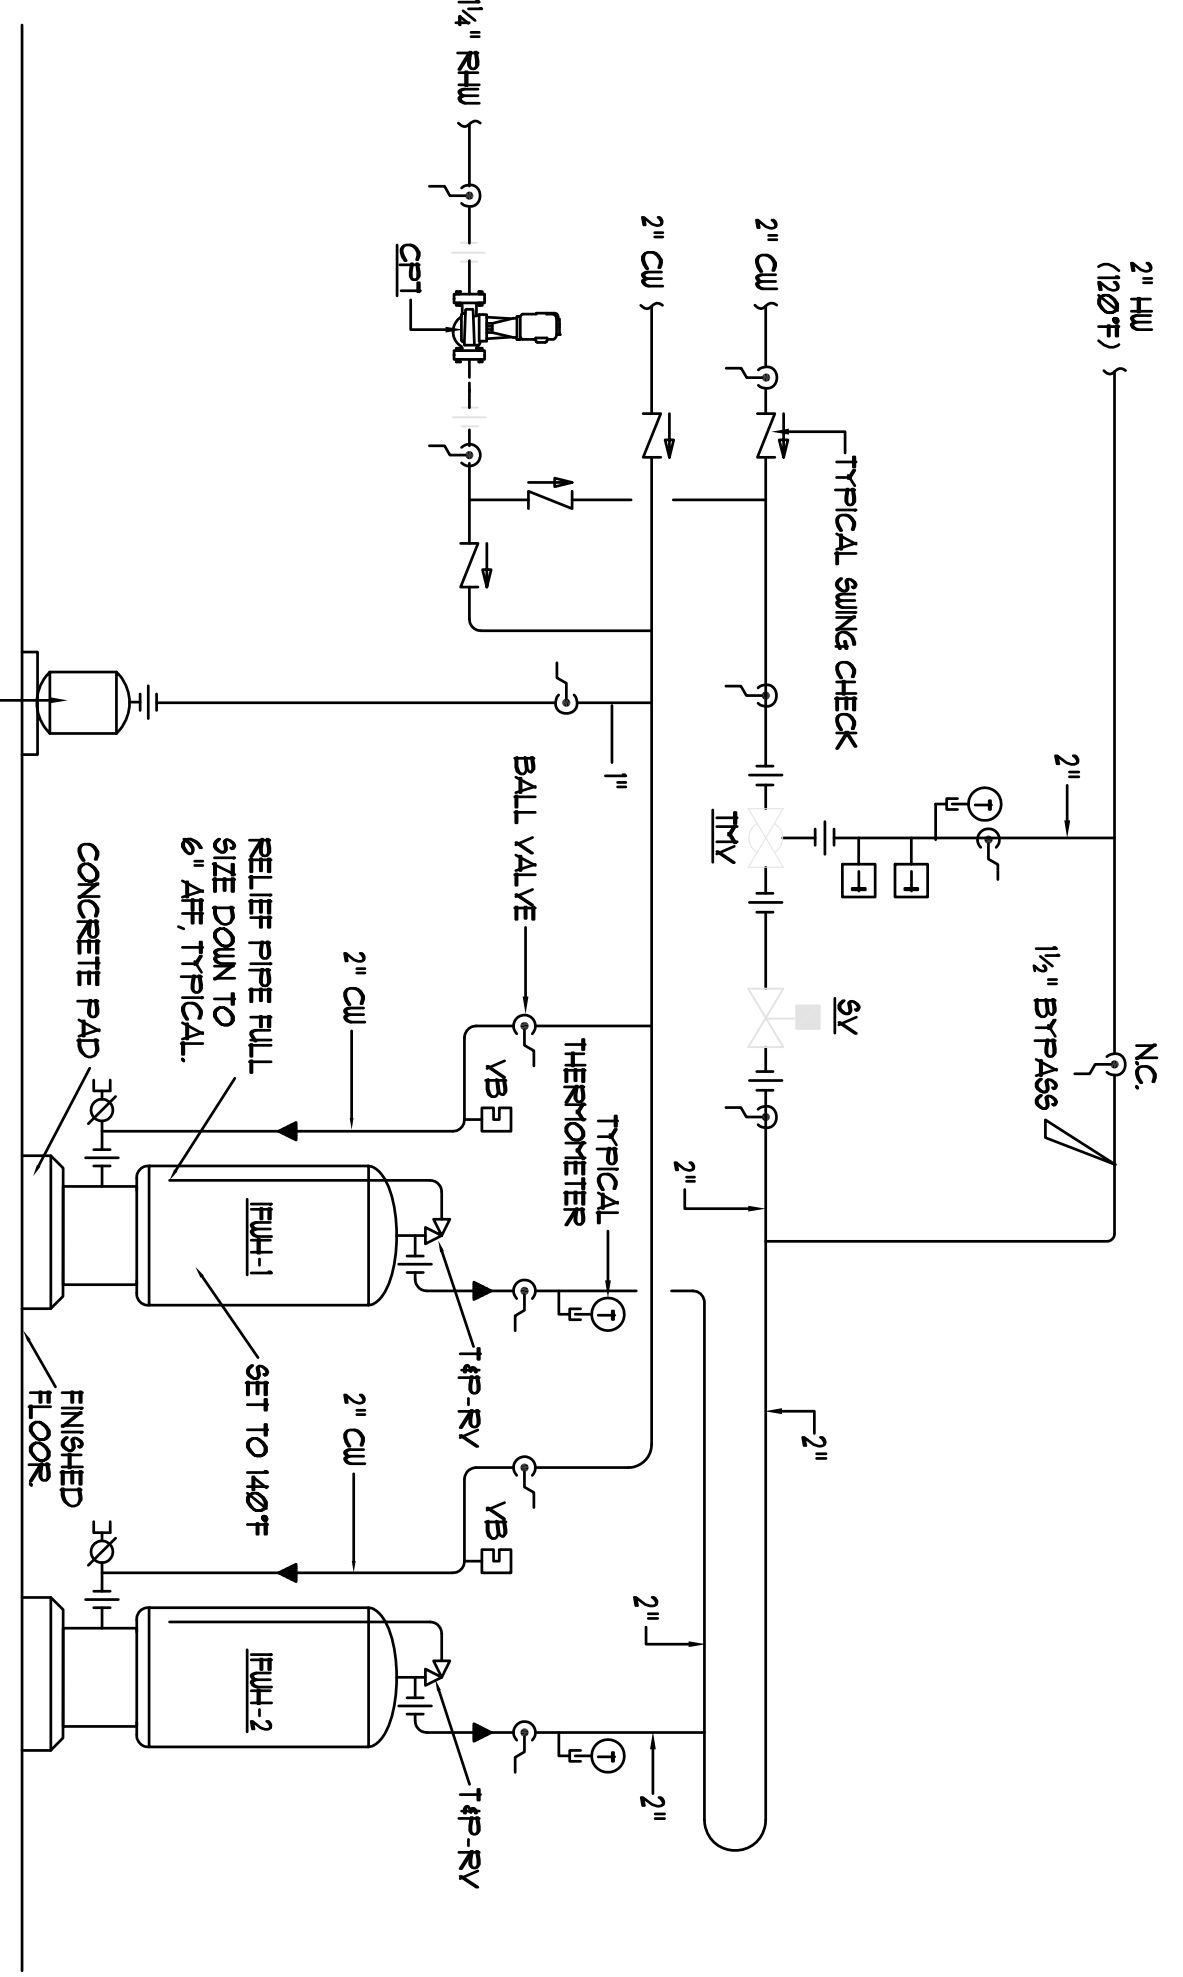 2" HW
(120°F)
N.C.
1½" BYPASS
2"
2" CW
TYPICAL SWING CHECK
TMV
SV
2"
2"
2" CW
1"
BALL VALVE
TYPICAL
THERMOMETER
2"
2"
1¼" RHW
CPT
VB
T&P-RV
VB
T&P-RV
2" CW
2" CW
RELIEF PIPE FULL
SIZE DOWN TO
6" AFF, TYPICAL.
IFWH-1
SET TO 140°F
IFWH-2
CONCRETE PAD
FINISHED
FLOOR.
T
T
T